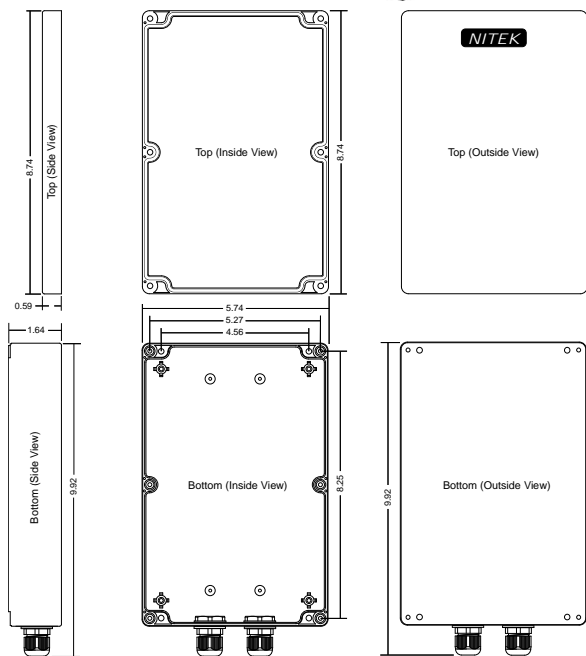 NITEK
8.74
Top (Side View)
Top (Inside View)
8.74
Top (Outside View)
0.59
5.74
1.64
5.27
4.56
Bottom (Side View)
9.92
Bottom (Inside View)
8.25
9.92
Bottom (Outside View)